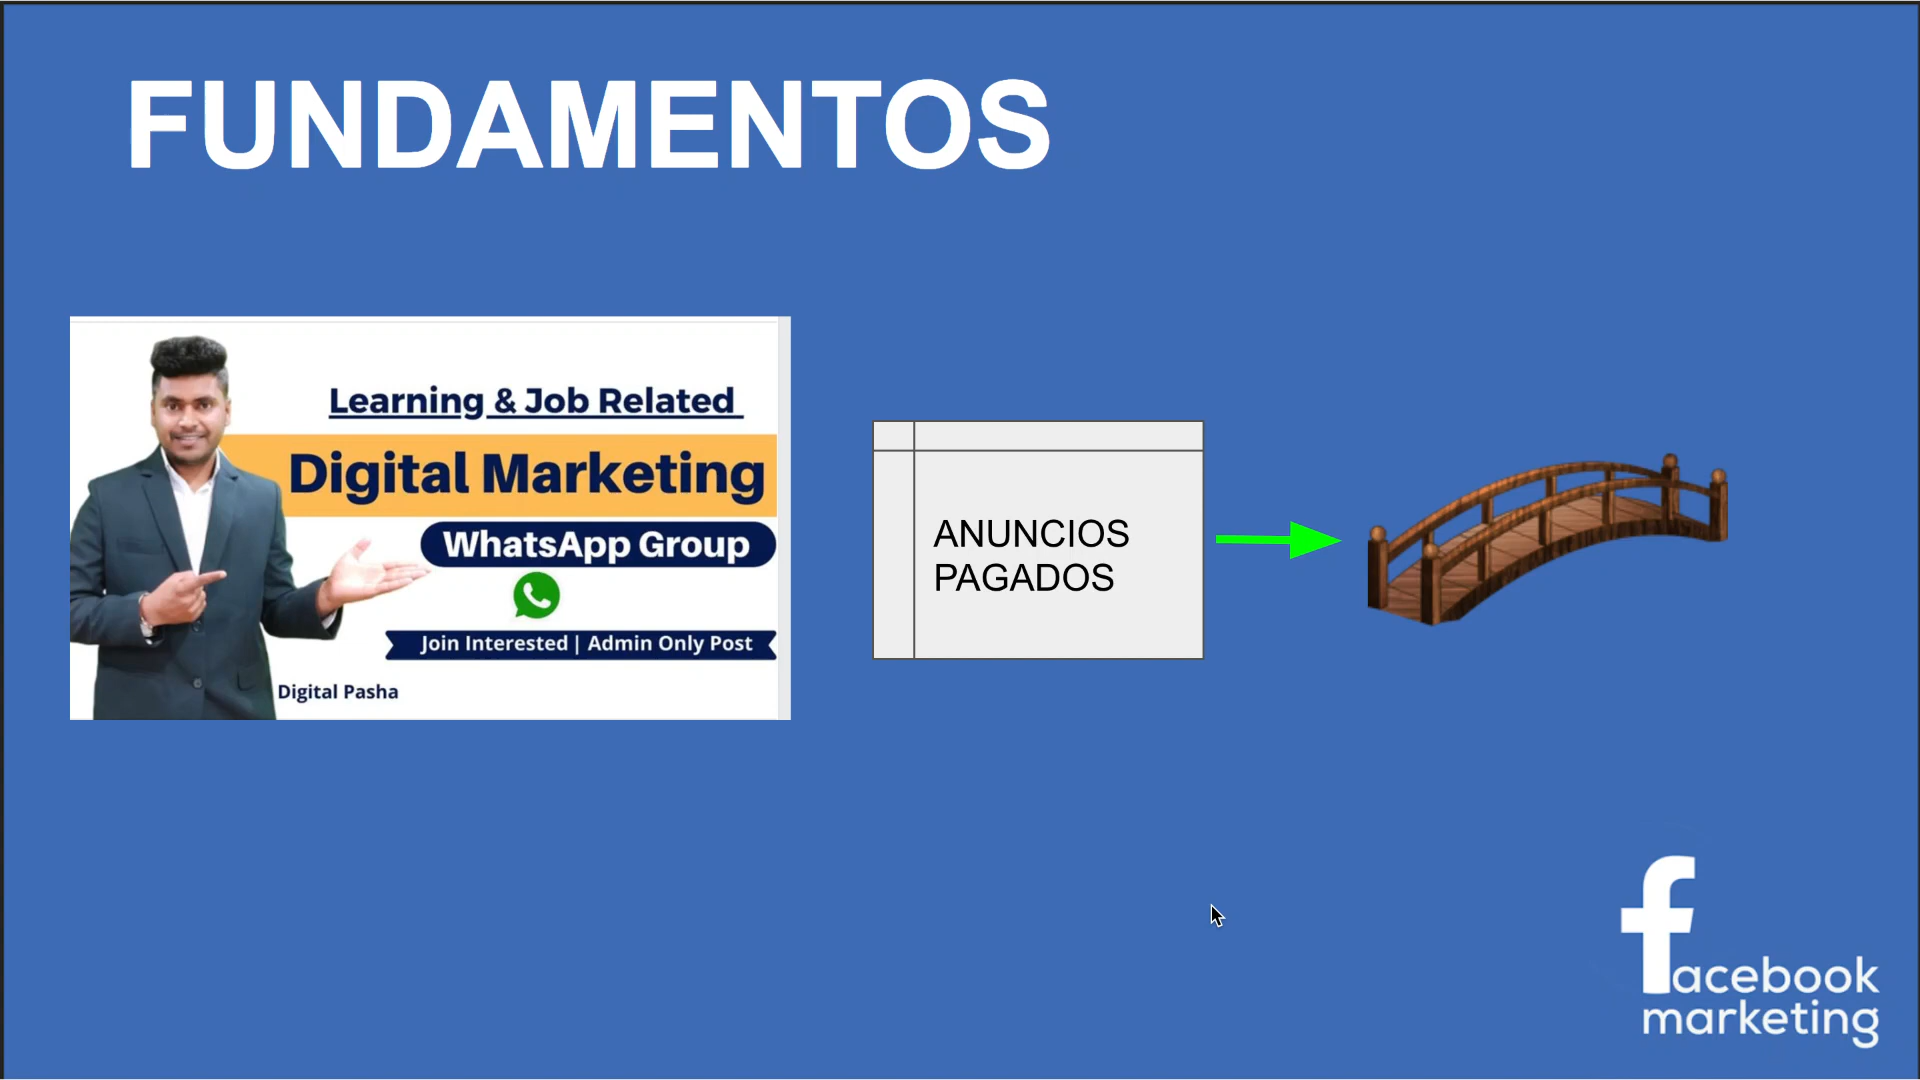 FUNDAMENTOS
Learning & Job Related
Digital Marketing
WhatsApp Group
Join Interested | Admin Only Post
Digital Pasha
ANUNCIOS
PAGADOS
facebook
marketing